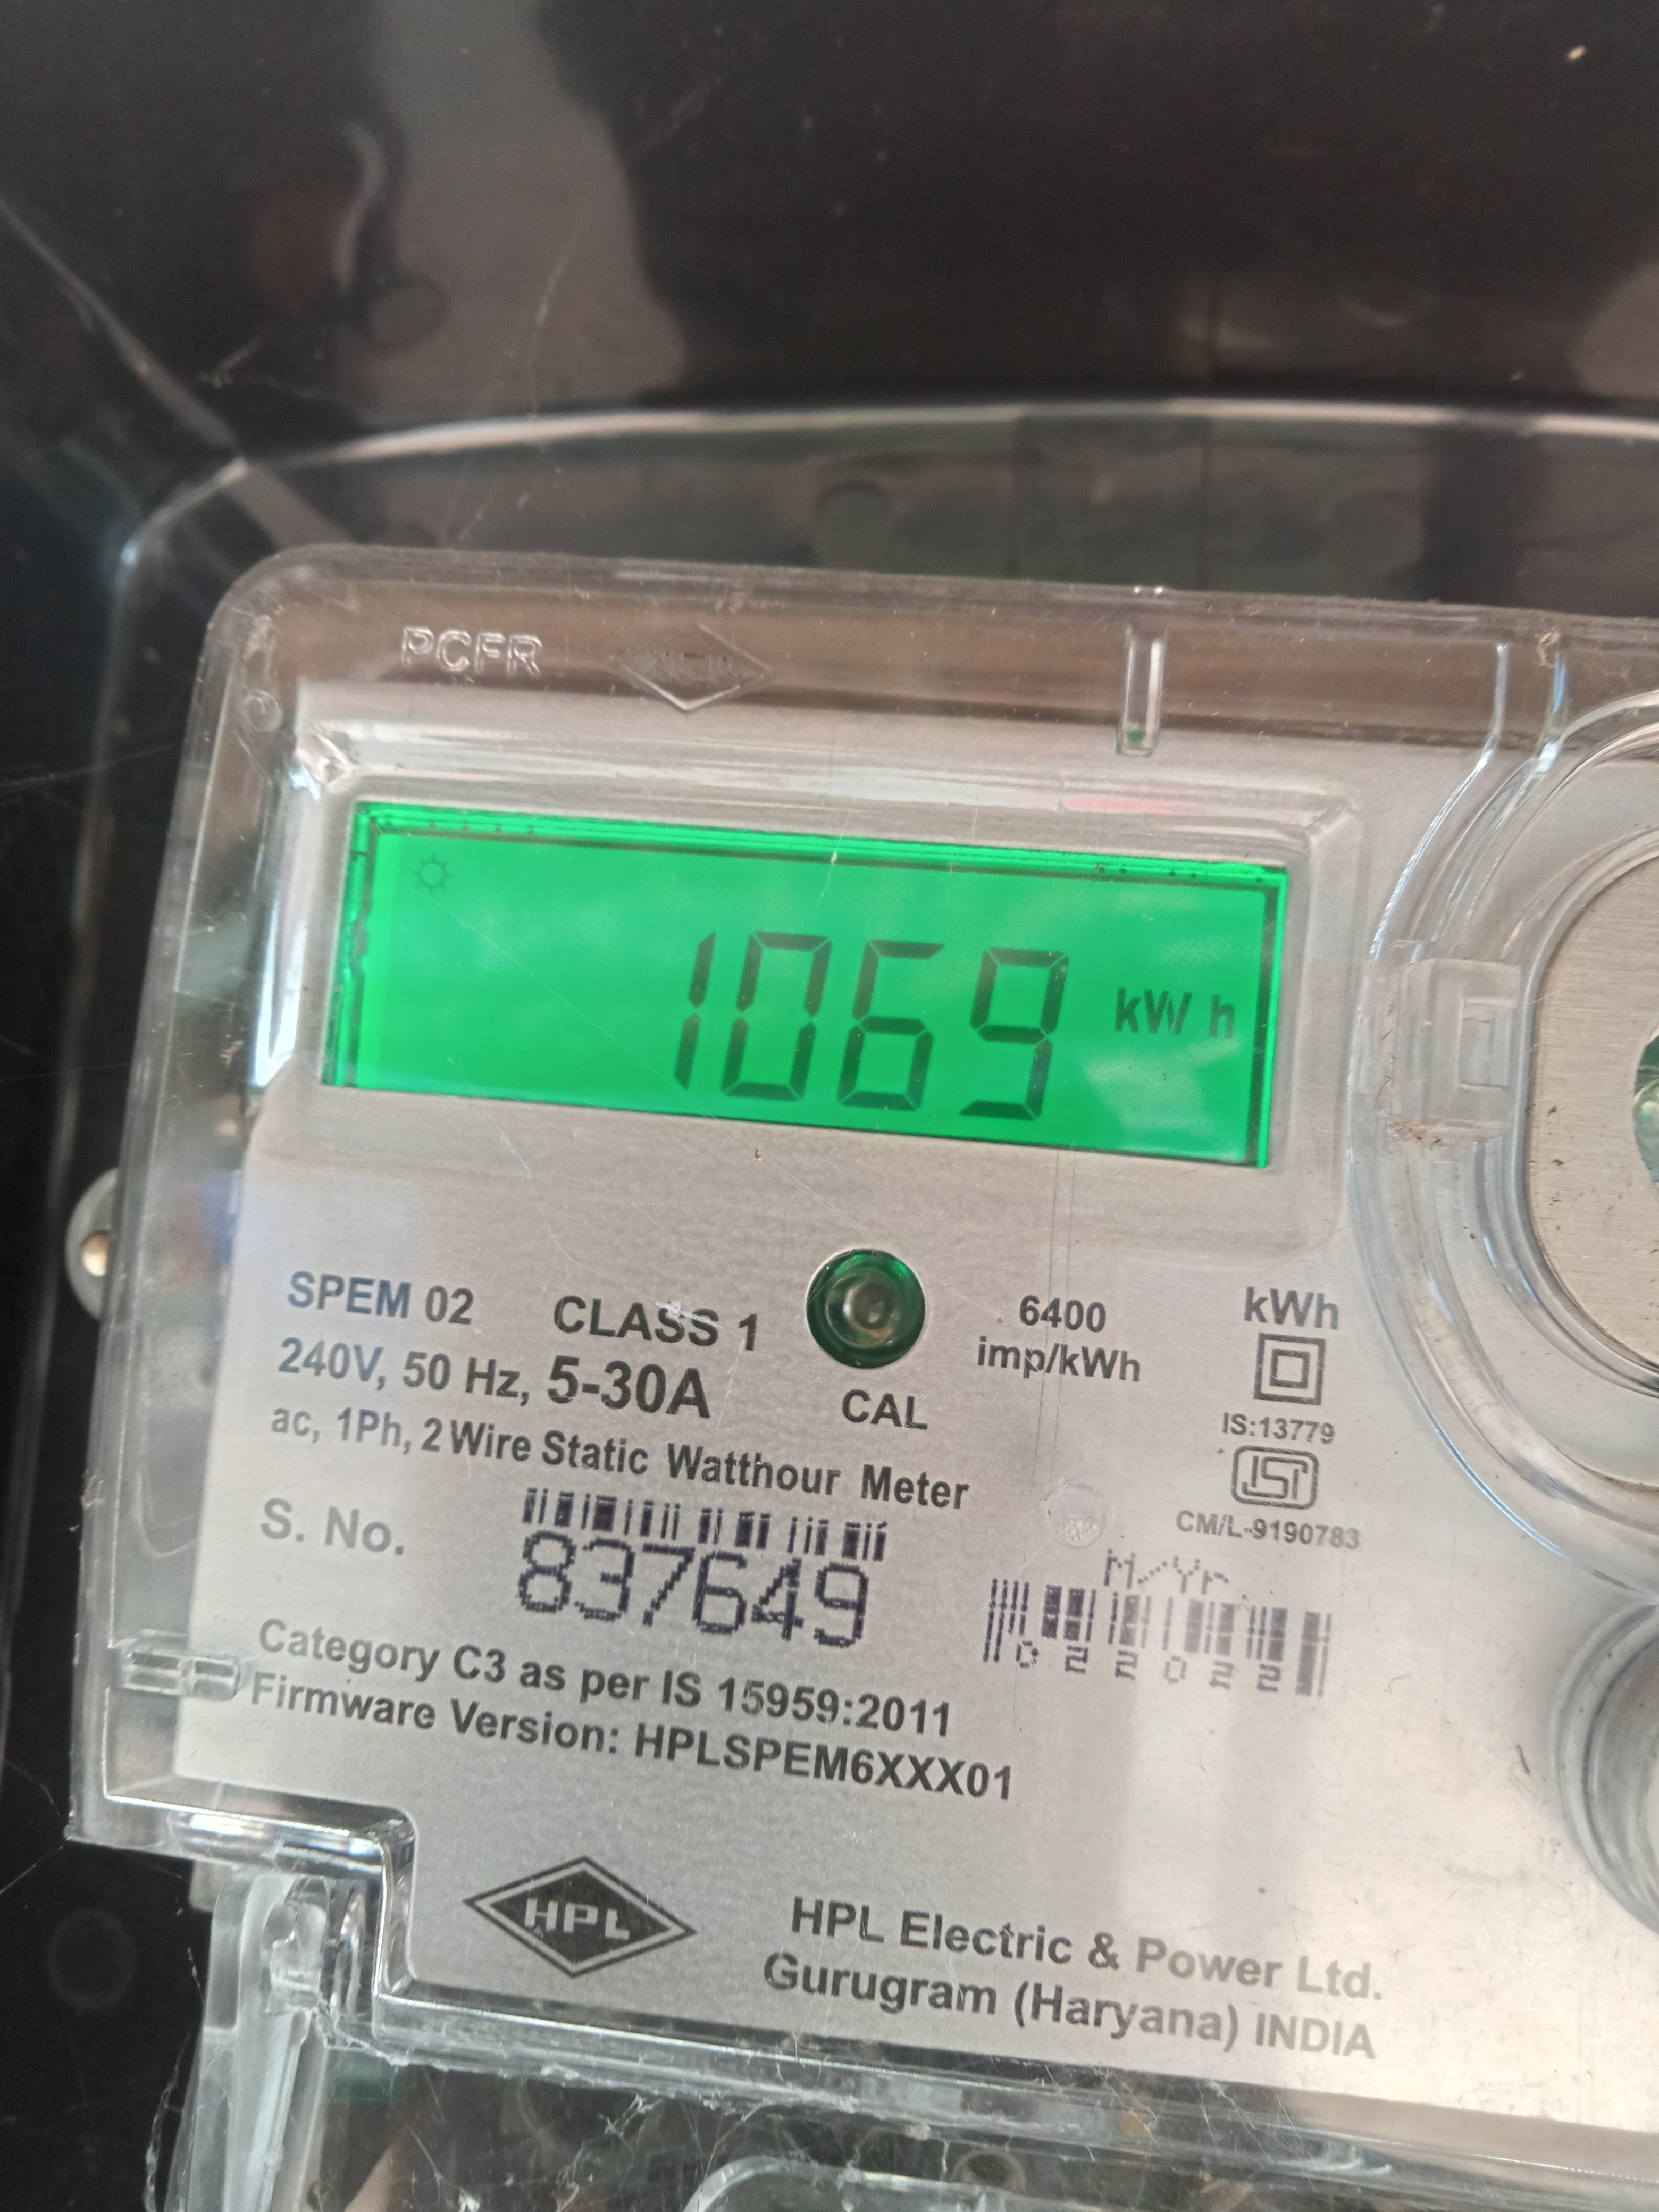 PCFR
1069 kWh
SPEM 02 CLASS 1
6400
imp/kWh
kWh
240V, 50 Hz, 5-30A
CAL
IS:13779
ac, 1Ph, 2 Wire Static Watthour Meter
ISI
CM/L-9190783
S. No.
837649
M/Yr.
022022
Category C3 as per IS 15959:2011
Firmware Version: HPLSPEM6XXX01
HPL
HPL Electric & Power Ltd.
Gurugram (Haryana) INDIA